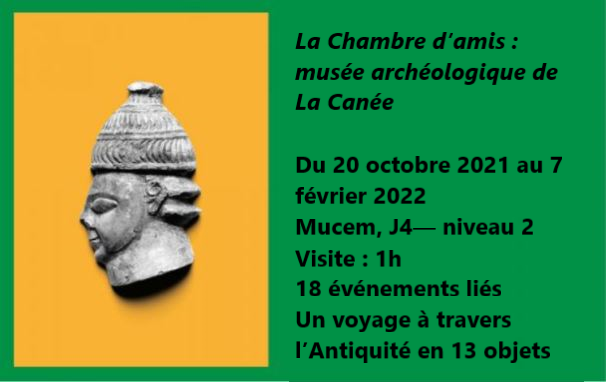 La Chambre d'amis :
musée archéologique de
La Canée
Du 20 octobre 2021 au 7
février 2022
Mucem, J4— niveau 2
Visite : 1h
18 événements liés
Un voyage à travers
l'Antiquité en 13 objets